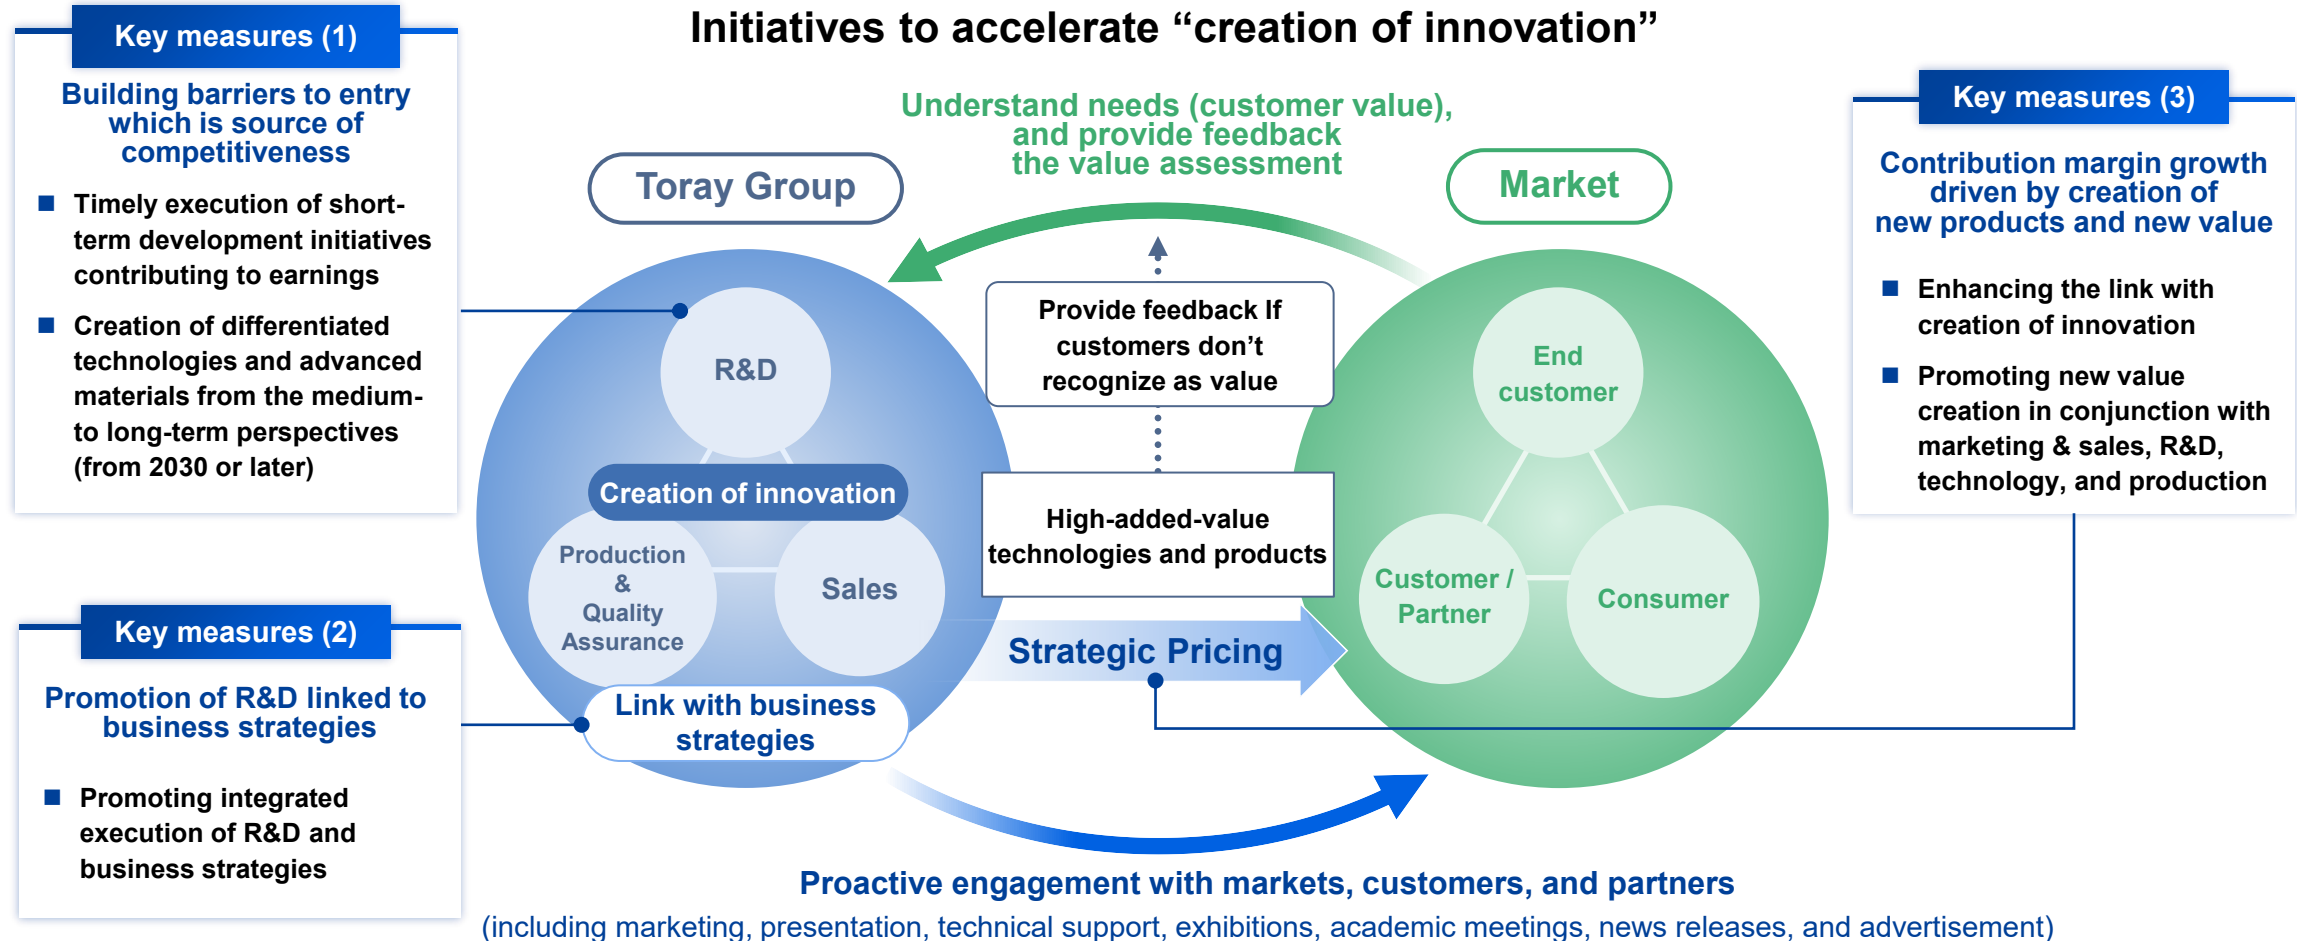 Initiatives to accelerate “creation of innovation”
Key measures (1)
Building barriers to entry
which is source of
competitiveness
Timely execution of short-
term development initiatives
contributing to earnings
Creation of differentiated
technologies and advanced
materials from the medium-
to long-term perspectives
(from 2030 or later)
Key measures (2)
Promotion of R&D linked to
business strategies
Promoting integrated
execution of R&D and
business strategies
Toray Group
R&D
Creation of innovation
Production
&
Quality
Assurance
Sales
Link with business
strategies
Understand needs (customer value),
and provide feedback
the value assessment
Provide feedback If
customers don’t
recognize as value
High-added-value
technologies and products
Strategic Pricing
Market
End
customer
Customer /
Partner
Consumer
Key measures (3)
Contribution margin growth
driven by creation of
new products and new value
Enhancing the link with
creation of innovation
Promoting new value
creation in conjunction with
marketing & sales, R&D,
technology, and production
Proactive engagement with markets, customers, and partners
(including marketing, presentation, technical support, exhibitions, academic meetings, news releases, and advertisement)